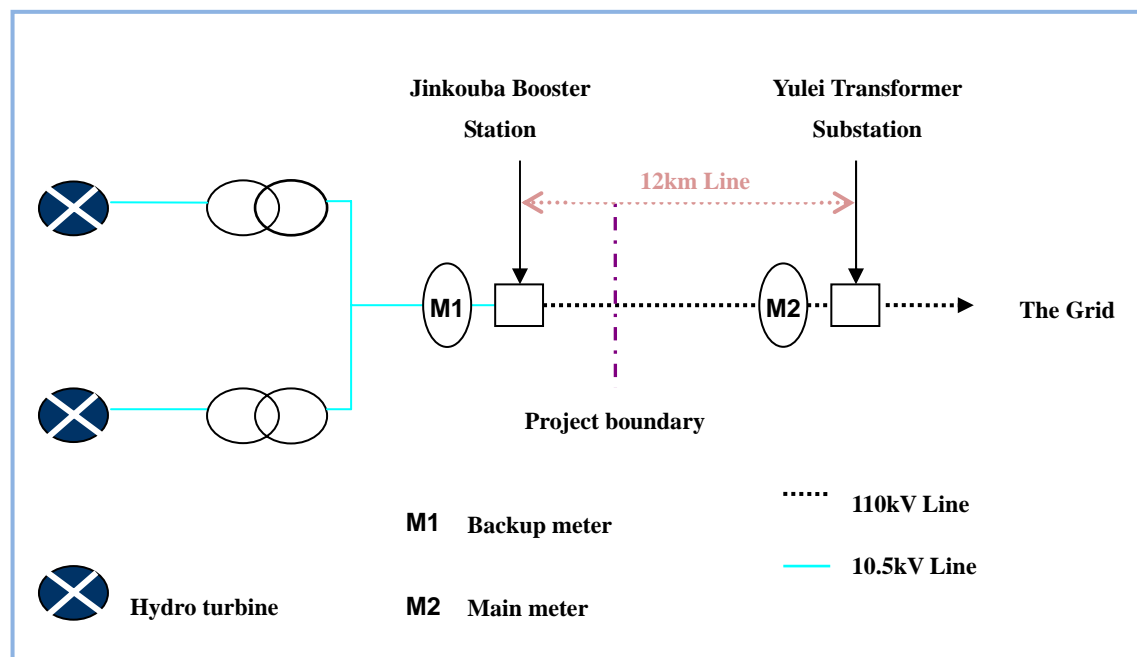 Jinkouba Booster
Station
Yulei Transformer
Substation
12km Line
M1
M2
The Grid
Project boundary
M1 Backup meter
110kV Line
10.5kV Line
Hydro turbine
M2 Main meter